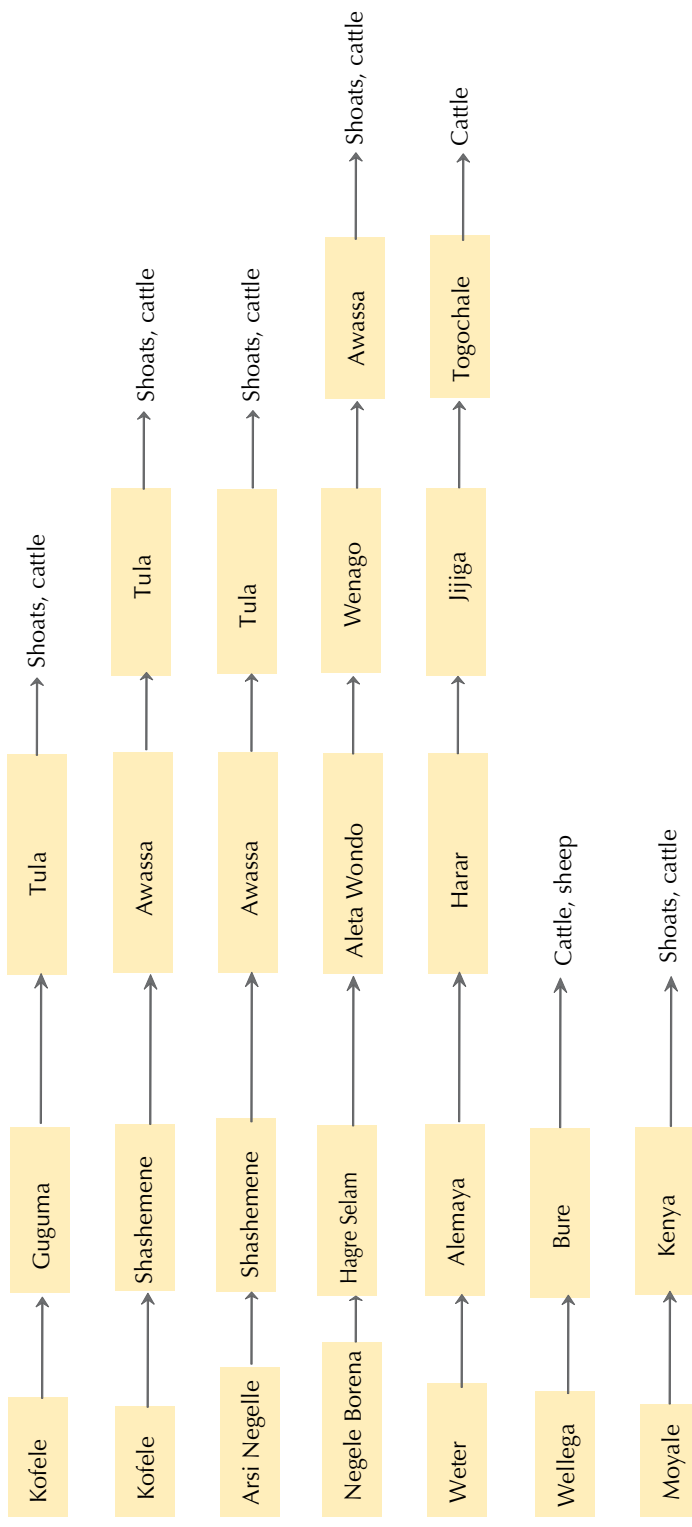 Kofele
Guguma
Tula
Shoats, cattle
Kofele
Shashemene
Awassa
Tula
Shoats, cattle
Arsi Negelle
Shashemene
Awassa
Tula
Shoats, cattle
Negele Borena
Hagre Selam
Aleta Wondo
Wenago
Awassa
Shoats, cattle
Weter
Alemaya
Harar
Jijiga
Togochale
Cattle
Wellega
Bure
Cattle, sheep
Moyale
Kenya
Shoats, cattle